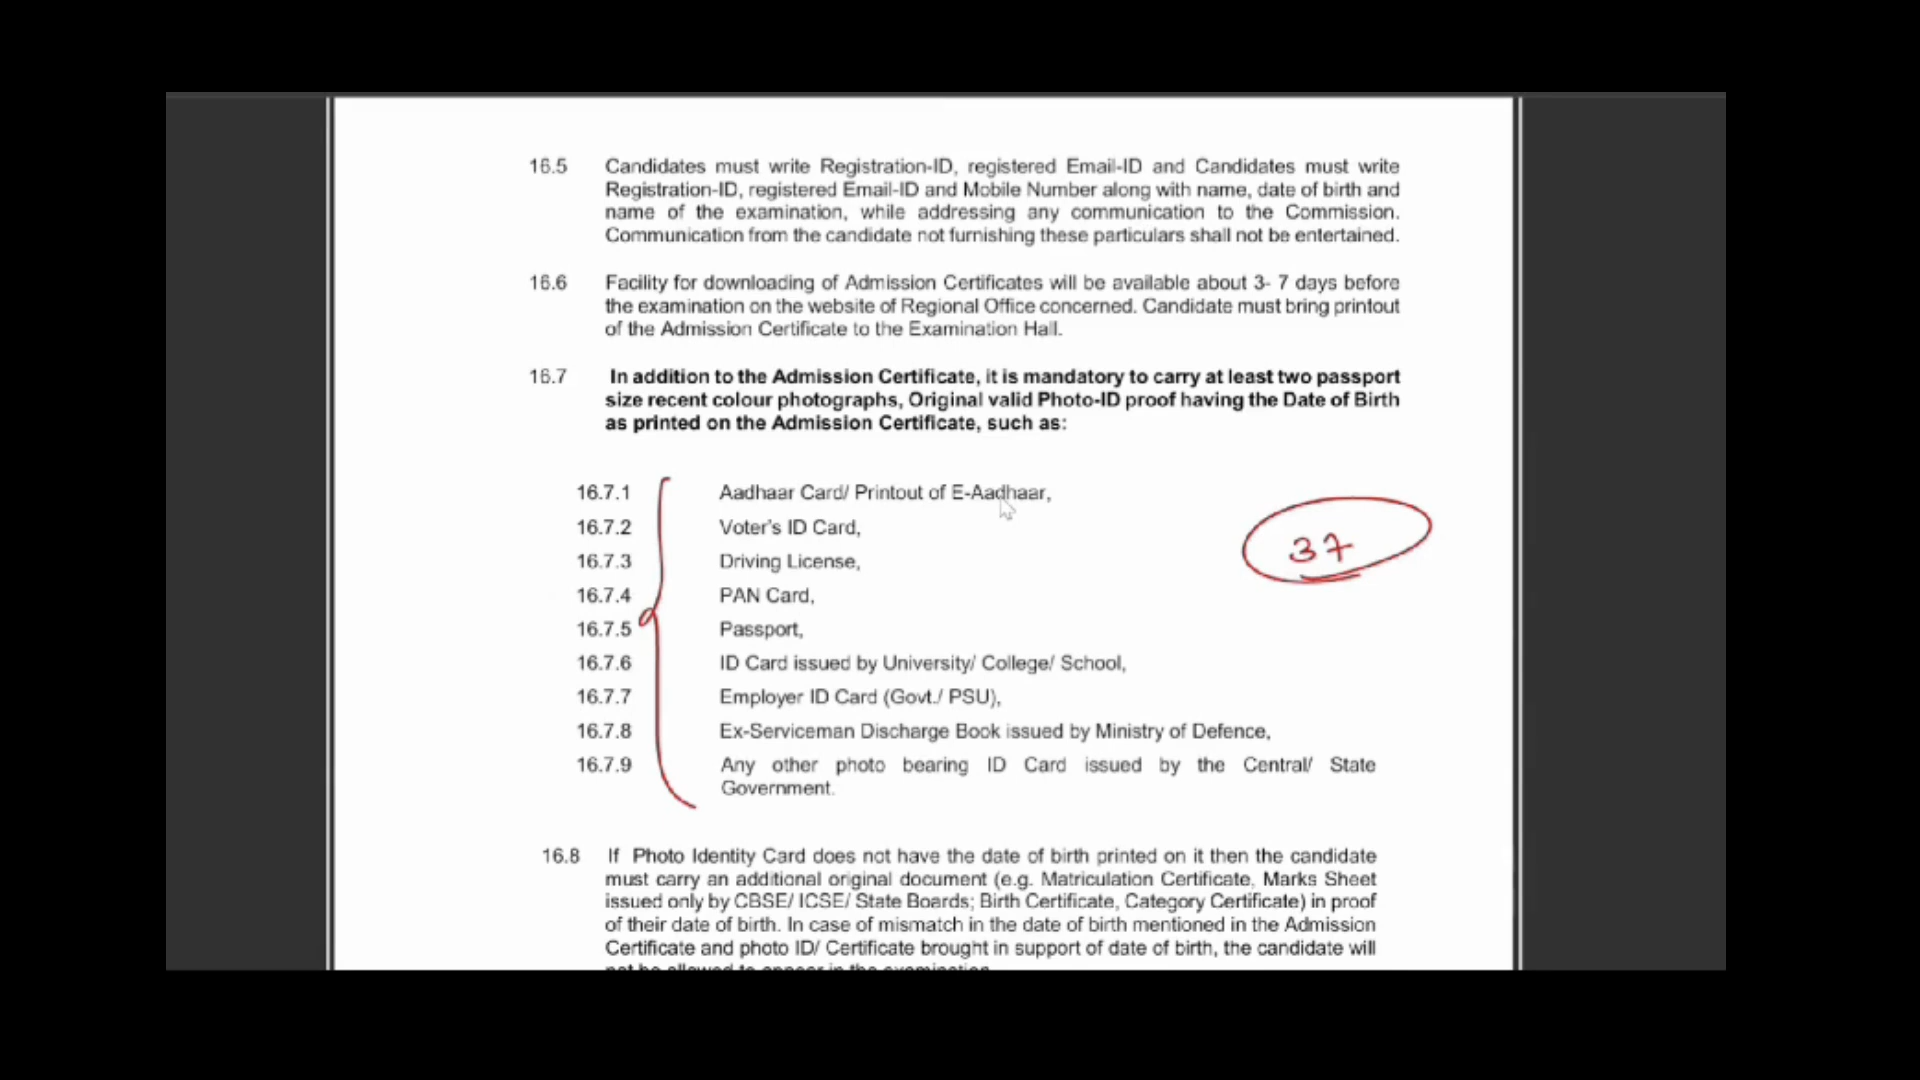 16.5 Candidates must write Registration-ID, registered Email-ID and Candidates must write
Registration-ID, registered Email-ID and Mobile Number along with name, date of birth and
name of the examination, while addressing any communication to the Commission.
Communication from the candidate not furnishing these particulars shall not be entertained.
16.6 Facility for downloading of Admission Certificates will be available about 3- 7 days before
the examination on the website of Regional Office concerned. Candidate must bring printout
of the Admission Certificate to the Examination Hall.
16.7 In addition to the Admission Certificate, it is mandatory to carry at least two passport
size recent colour photographs, Original valid Photo-ID proof having the Date of Birth
as printed on the Admission Certificate, such as:
16.7.1 Aadhaar Card/ Printout of E-Aadhaar,
16.7.2 Voter's ID Card,
37
16.7.3 Driving License,
16.7.4 PAN Card,
16.7.5 Passport,
16.7.6 ID Card issued by University/ College/ School,
16.7.7 Employer ID Card (Govt./ PSU),
16.7.8 Ex-Serviceman Discharge Book issued by Ministry of Defence,
16.7.9 Any other photo bearing ID Card issued by the Central/ State
Government.
16.8 If Photo Identity Card does not have the date of birth printed on it then the candidate
must carry an additional original document (e.g. Matriculation Certificate, Marks Sheet
issued only by CBSE/ ICSE/ State Boards; Birth Certificate, Category Certificate) in proof
of their date of birth. In case of mismatch in the date of birth mentioned in the Admission
Certificate and photo ID/ Certificate brought in support of date of birth, the candidate will
not be allowed to appear in the examination